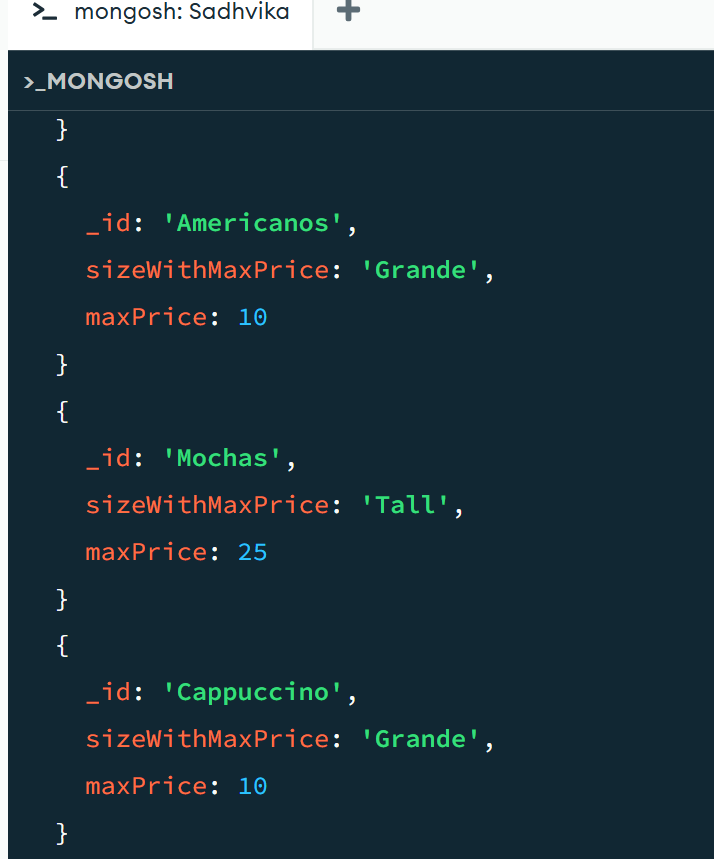 >_ mongosh: Sadhvika +
>_MONGOSH
}
{
_id: 'Americanos',
sizeWithMaxPrice: 'Grande',
maxPrice: 10
}
{
_id: 'Mochas',
sizeWithMaxPrice: 'Tall',
maxPrice: 25
}
{
_id: 'Cappuccino',
sizeWithMaxPrice: 'Grande',
maxPrice: 10
}